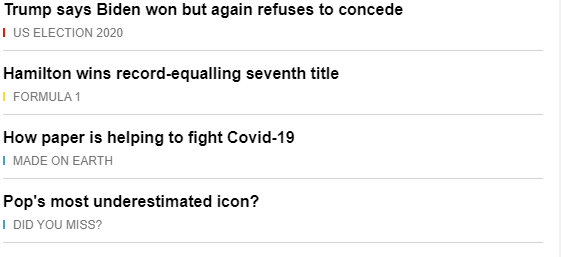 Trump says Biden won but again refuses to concede
US ELECTION 2020
Hamilton wins record-equalling seventh title
FORMULA 1
How paper is helping to fight Covid-19
MADE ON EARTH
Pop's most underestimated icon?
DID YOU MISS?